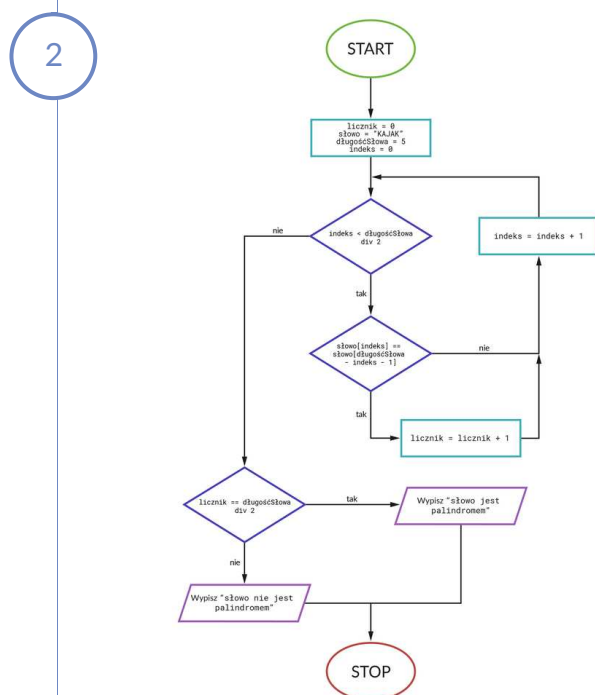 2
START
licznik = 0
słowo = "KAJAK"
długośćSłowa = 5
indeks = 0
nie
indeks < długośćSłowa
div 2
indeks = indeks + 1
tak
słowo[indeks] ==
słowo[długośćSłowa
- indeks - 1]
nie
tak
licznik = licznik + 1
licznik == długośćSłowa
div 2
tak
Wypisz "słowo jest
palindromem"
nie
Wypisz "słowo nie jest
palindromem"
STOP